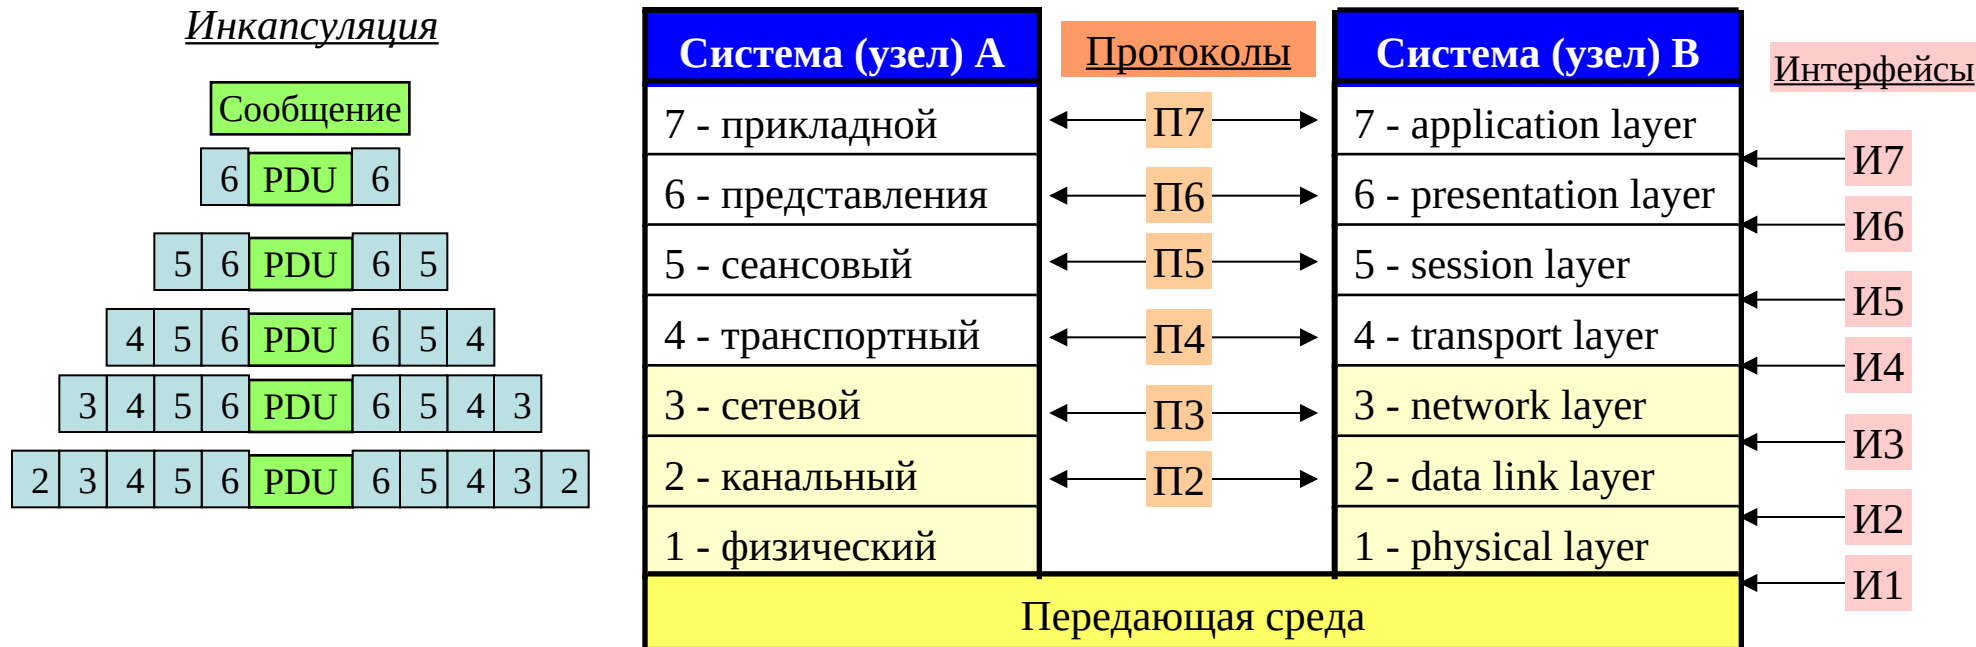 Инкапсуляция
Сообщение
6 PDU 6
5 6 PDU 6 5
4 5 6 PDU 6 5 4
3 4 5 6 PDU 6 5 4 3
2 3 4 5 6 PDU 6 5 4 3 2
Система (узел) А
7 - прикладной
6 - представления
5 - сеансовый
4 - транспортный
3 - сетевой
2 - канальный
1 - физический
Протоколы
П7
П6
П5
П4
П3
П2
Система (узел) В
7 - application layer
6 - presentation layer
5 - session layer
4 - transport layer
3 - network layer
2 - data link layer
1 - physical layer
Передающая среда
Интерфейсы
И7
И6
И5
И4
И3
И2
И1